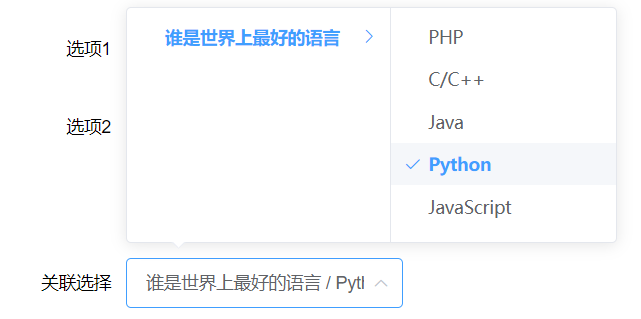 选项1
选项2
谁是世界上最好的语言
PHP
C/C++
Java
Python
JavaScript
关联选择
谁是世界上最好的语言 / Pytl